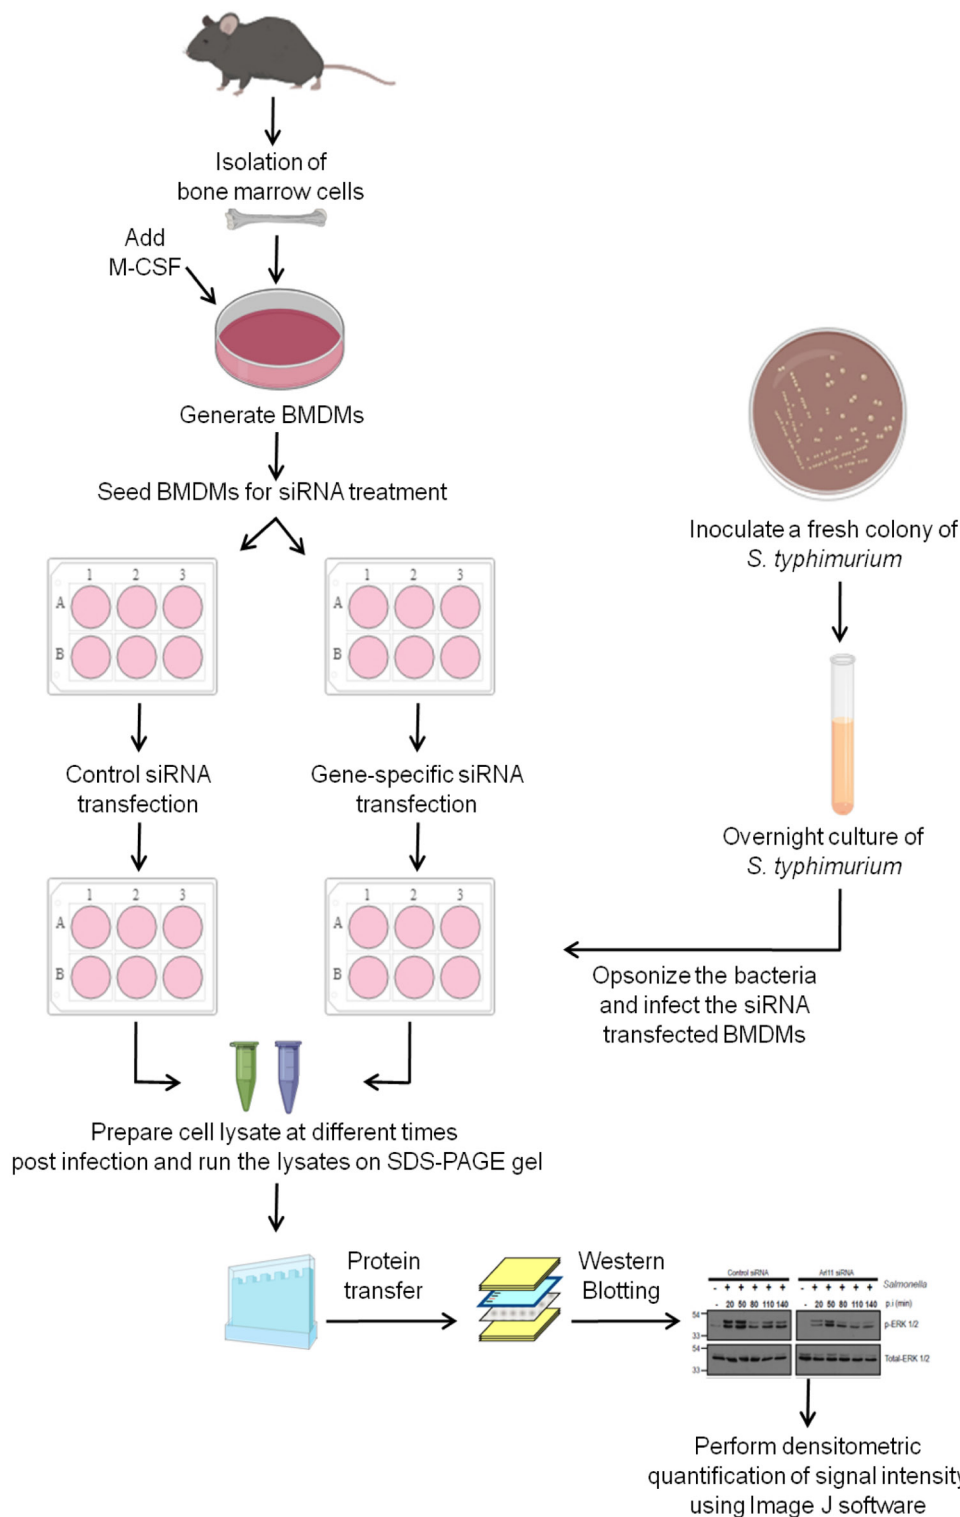 Isolation of
bone marrow cells
Add
M-CSF
Generate BMDMs
Seed BMDMs for siRNA treatment
1 2 3
A
B
1 2 3
A
B
Control siRNA
transfection
Gene-specific siRNA
transfection
1 2 3
A
B
1 2 3
A
B
Inoculate a fresh colony of
S. typhimurium
Overnight culture of
S. typhimurium
Opsonize the bacteria
and infect the siRNA
transfected BMDMs
Prepare cell lysate at different times
post infection and run the lysates on SDS-PAGE gel
Protein
transfer
Western
Blotting
Control siRNA
Arl11 siRNA
- + + + + + - + + + + + Salmonella
- 20 50 80 110 140 - 20 50 80 110 140 p.i (min)
54
33
p-ERK 1/2
54
33
Total-ERK 1/2
Perform densitometric
quantification of signal intensity
using Image J software